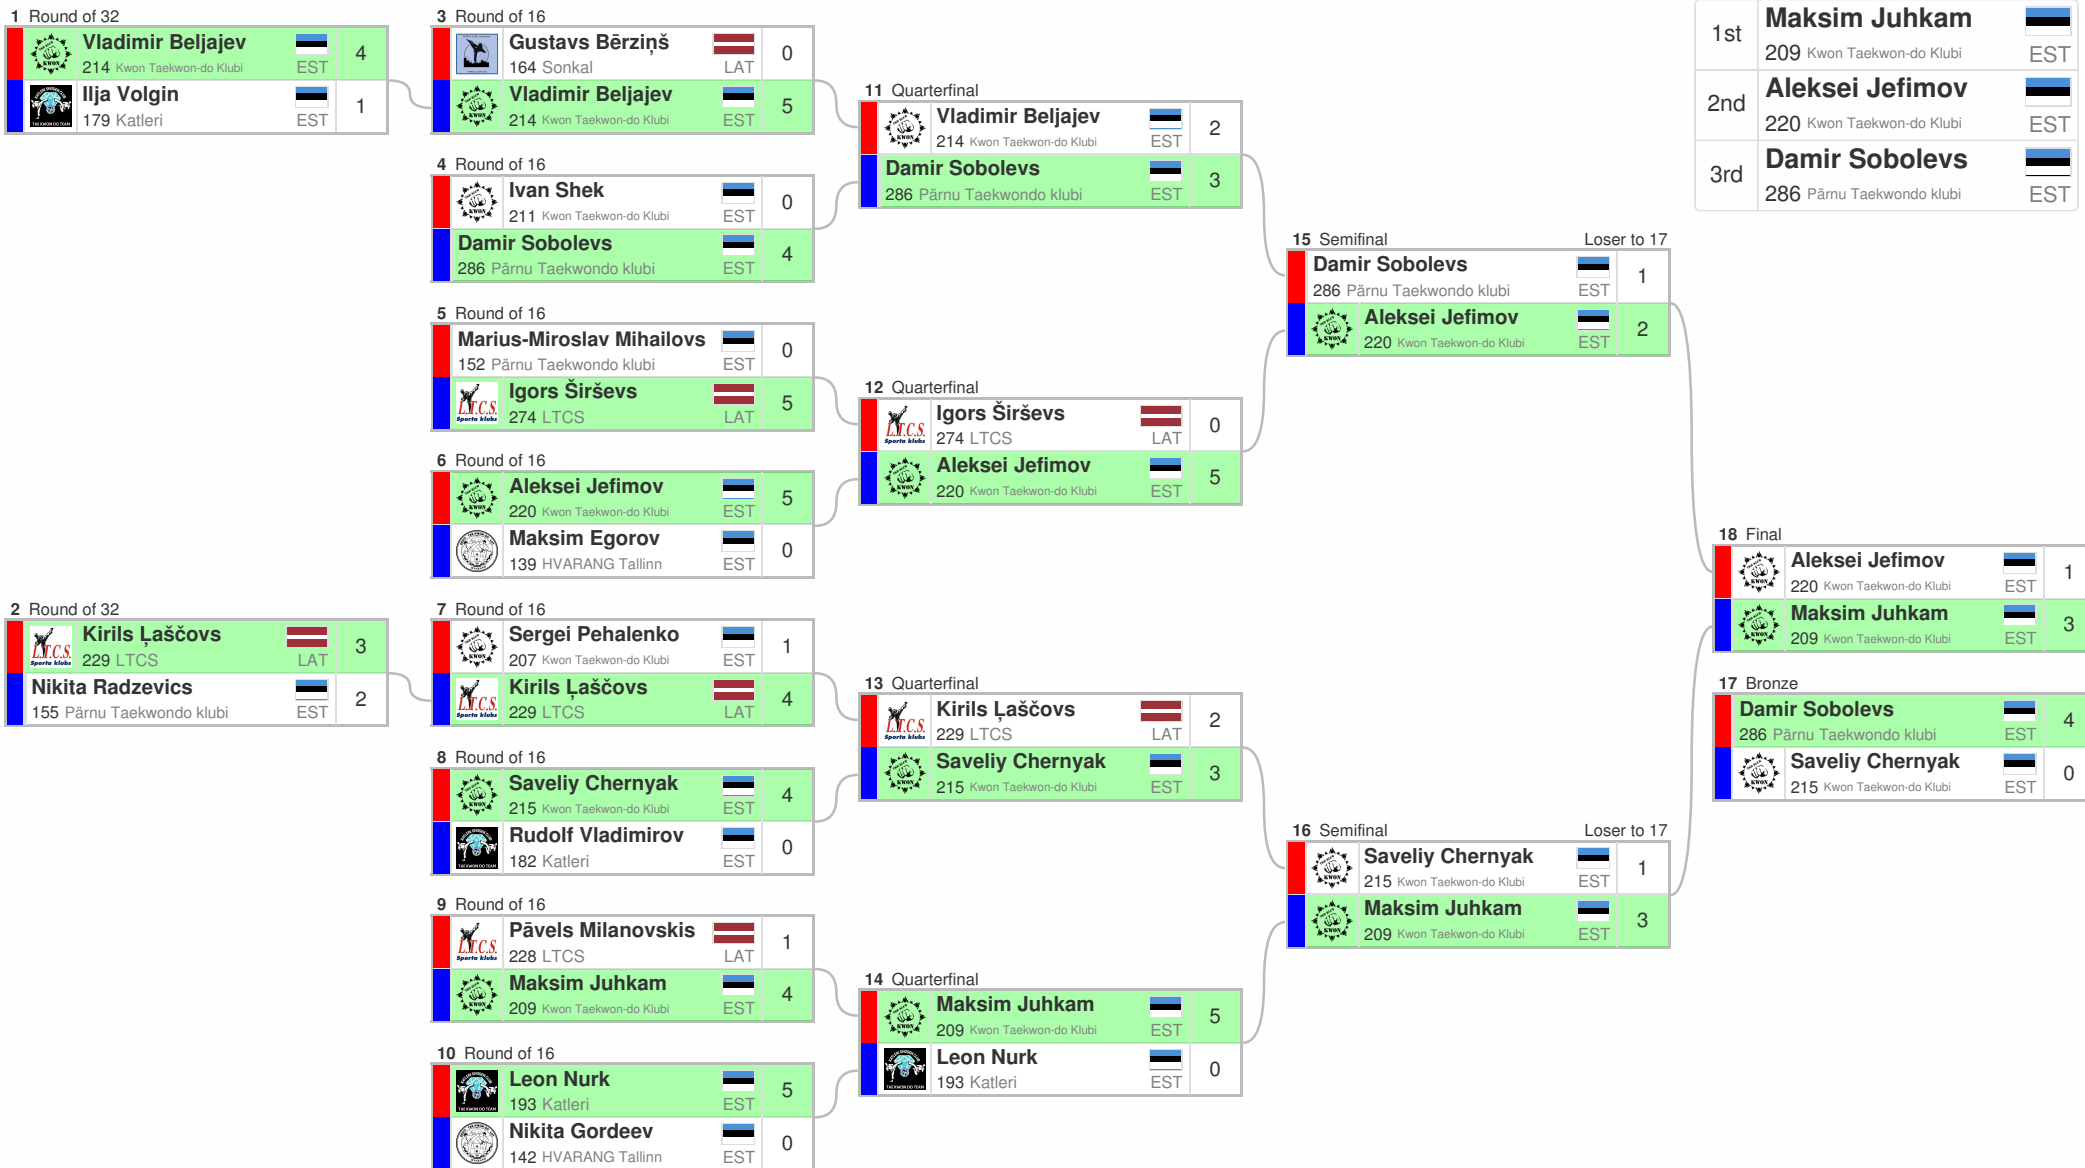 1 Round of 32
Vladimir Beljajev
214 Kwon Taekwon-do Klubi
EST
4
Ilja Volgin
179 Katleri
EST
1
2 Round of 32
Kirils Ļaščovs
229 LTCS
LAT
3
Nikita Radzevics
155 Pärnu Taekwondo klubi
EST
2
3 Round of 16
Gustavs Bērziņš
164 Sonkal
LAT
0
Vladimir Beljajev
214 Kwon Taekwon-do Klubi
EST
5
4 Round of 16
Ivan Shek
211 Kwon Taekwon-do Klubi
EST
0
Damir Sobolevs
286 Pärnu Taekwondo klubi
EST
4
5 Round of 16
Marius-Miroslav Mihailovs
152 Pärnu Taekwondo klubi
EST
0
Igors Širševs
274 LTCS
LAT
5
6 Round of 16
Aleksei Jefimov
220 Kwon Taekwon-do Klubi
EST
5
Maksim Egorov
139 HVARANG Tallinn
EST
0
7 Round of 16
Sergei Pehalenko
207 Kwon Taekwon-do Klubi
EST
1
Kirils Ļaščovs
229 LTCS
LAT
4
8 Round of 16
Saveliy Chernyak
215 Kwon Taekwon-do Klubi
EST
4
Rudolf Vladimirov
182 Katleri
EST
0
9 Round of 16
Pāvels Milanovskis
228 LTCS
LAT
1
Maksim Juhkam
209 Kwon Taekwon-do Klubi
EST
4
10 Round of 16
Leon Nurk
193 Katleri
EST
5
Nikita Gordeev
142 HVARANG Tallinn
EST
0
11 Quarterfinal
Vladimir Beljajev
214 Kwon Taekwon-do Klubi
EST
2
Damir Sobolevs
286 Pärnu Taekwondo klubi
EST
3
12 Quarterfinal
Igors Širševs
274 LTCS
LAT
0
Aleksei Jefimov
220 Kwon Taekwon-do Klubi
EST
5
13 Quarterfinal
Kirils Ļaščovs
229 LTCS
LAT
2
Saveliy Chernyak
215 Kwon Taekwon-do Klubi
EST
3
14 Quarterfinal
Maksim Juhkam
209 Kwon Taekwon-do Klubi
EST
5
Leon Nurk
193 Katleri
EST
0
15 Semifinal
Loser to 17
Damir Sobolevs
286 Pärnu Taekwondo klubi
EST
1
Aleksei Jefimov
220 Kwon Taekwon-do Klubi
EST
2
16 Semifinal
Loser to 17
Saveliy Chernyak
215 Kwon Taekwon-do Klubi
EST
1
Maksim Juhkam
209 Kwon Taekwon-do Klubi
EST
3
18 Final
Aleksei Jefimov
220 Kwon Taekwon-do Klubi
EST
1
Maksim Juhkam
209 Kwon Taekwon-do Klubi
EST
3
17 Bronze
Damir Sobolevs
286 Pärnu Taekwondo klubi
EST
4
Saveliy Chernyak
215 Kwon Taekwon-do Klubi
EST
0
1st
Maksim Juhkam
209 Kwon Taekwon-do Klubi
EST
2nd
Aleksei Jefimov
220 Kwon Taekwon-do Klubi
EST
3rd
Damir Sobolevs
286 Pärnu Taekwondo klubi
EST